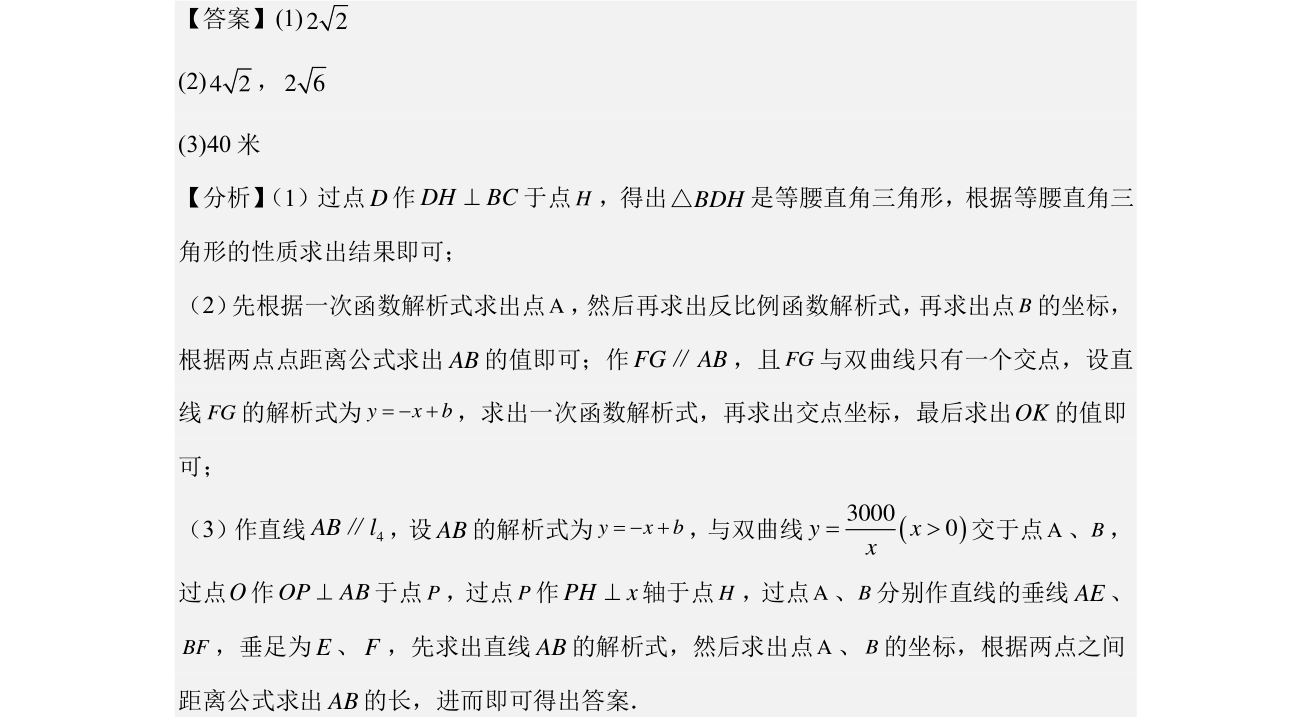 【答案】(1)2√2
(2)4√2，2√6
(3)40 米
【分析】（1）过点 D 作 DH ⊥ BC 于点 H，得出△BDH 是等腰直角三角形，根据等腰直角三
角形的性质求出结果即可；
（2）先根据一次函数解析式求出点 A，然后再求出反比例函数解析式，再求出点 B 的坐标，
根据两点点距离公式求出 AB 的值即可；作 FG∥AB，且 FG 与双曲线只有一个交点，设直
线 FG 的解析式为 y=-x+b，求出一次函数解析式，再求出交点坐标，最后求出 OK 的值即
可；
（3）作直线 AB∥l₄，设 AB 的解析式为 y=-x+b，与双曲线 y=3000/x(x>0)交于点 A、B，
过点 O 作 OP ⊥ AB 于点 P，过点 P 作 PH ⊥ x 轴于点 H，过点 A、B 分别作直线的垂线 AE、
BF，垂足为 E、F，先求出直线 AB 的解析式，然后求出点 A、B 的坐标，根据两点之间
距离公式求出 AB 的长，进而即可得出答案．